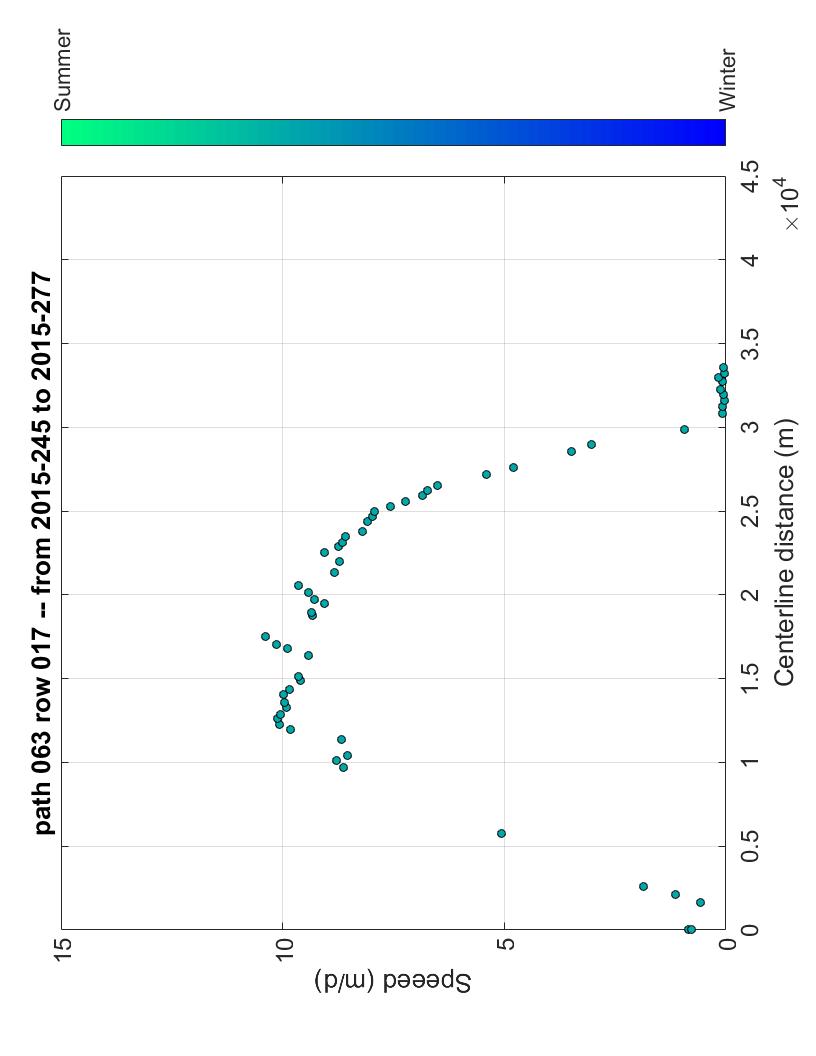 path 063 row 017 -- from 2015-245 to 2015-277
Summer
Winter
15
10
5
0
Speeed (m/d)
0 0.5 1 1.5 2 2.5 3 3.5 4 4.5
×10⁴
Centerline distance (m)